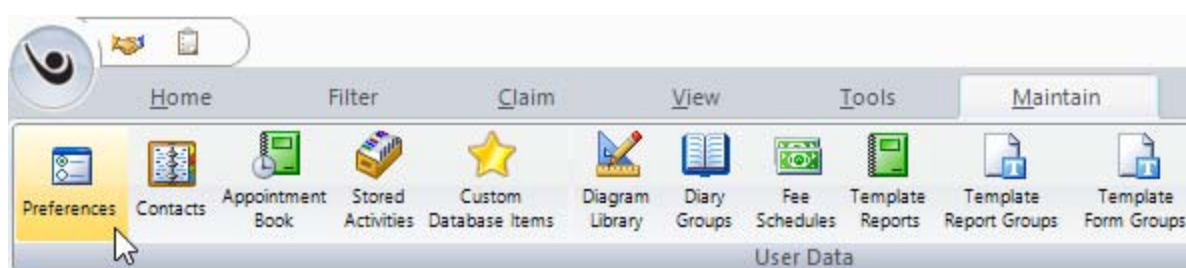 Home Filter Claim View Tools Maintain
Preferences Contacts Appointment Book Stored Activities Custom Database Items Diagram Library Diary Groups Fee Schedules Template Reports Template Report Groups Template Form Groups
User Data